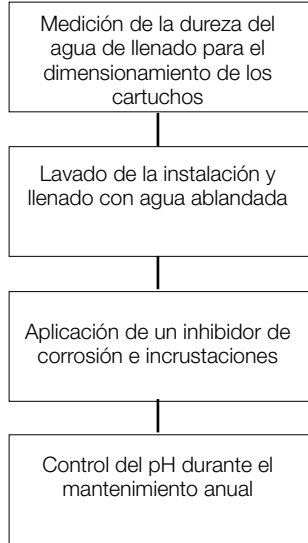 Medición de la dureza del
agua de llenado para el
dimensionamiento de los
cartuchos
Lavado de la instalación y
llenado con agua ablandada
Aplicación de un inhibidor de
corrosión e incrustaciones
Control del pH durante el
mantenimiento anual